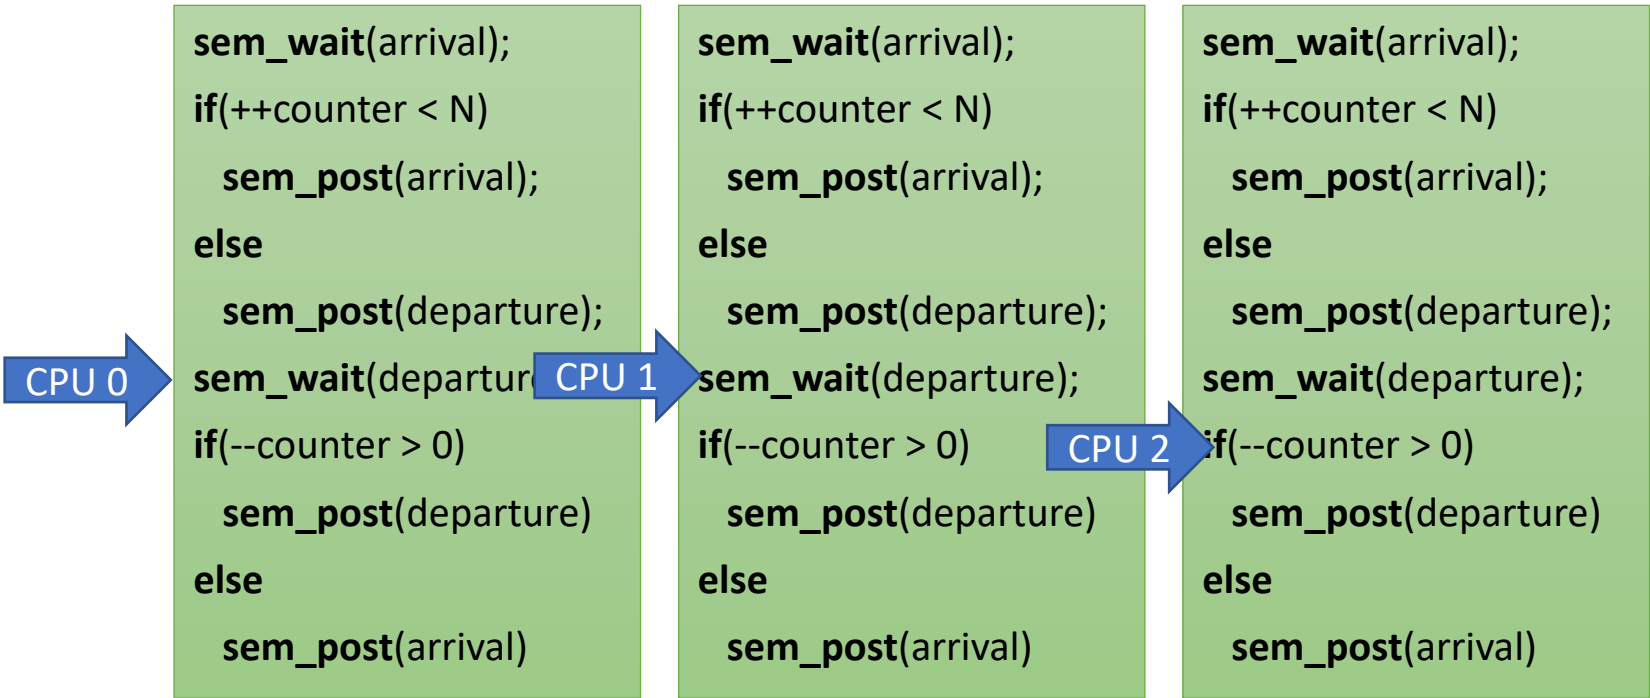 sem_wait(arrival);
if(++counter < N)
sem_post(arrival);
else
sem_post(departure);
CPU 0
sem_wait(departur
if(--counter > 0)
sem_post(departure)
else
sem_post(arrival)
sem_wait(arrival);
if(++counter < N)
sem_post(arrival);
else
sem_post(departure);
CPU 1
sem_wait(departure);
if(--counter > 0)
sem_post(departure)
else
sem_post(arrival)
sem_wait(arrival);
if(++counter < N)
sem_post(arrival);
else
sem_post(departure);
sem_wait(departure);
CPU 2
if(--counter > 0)
sem_post(departure)
else
sem_post(arrival)